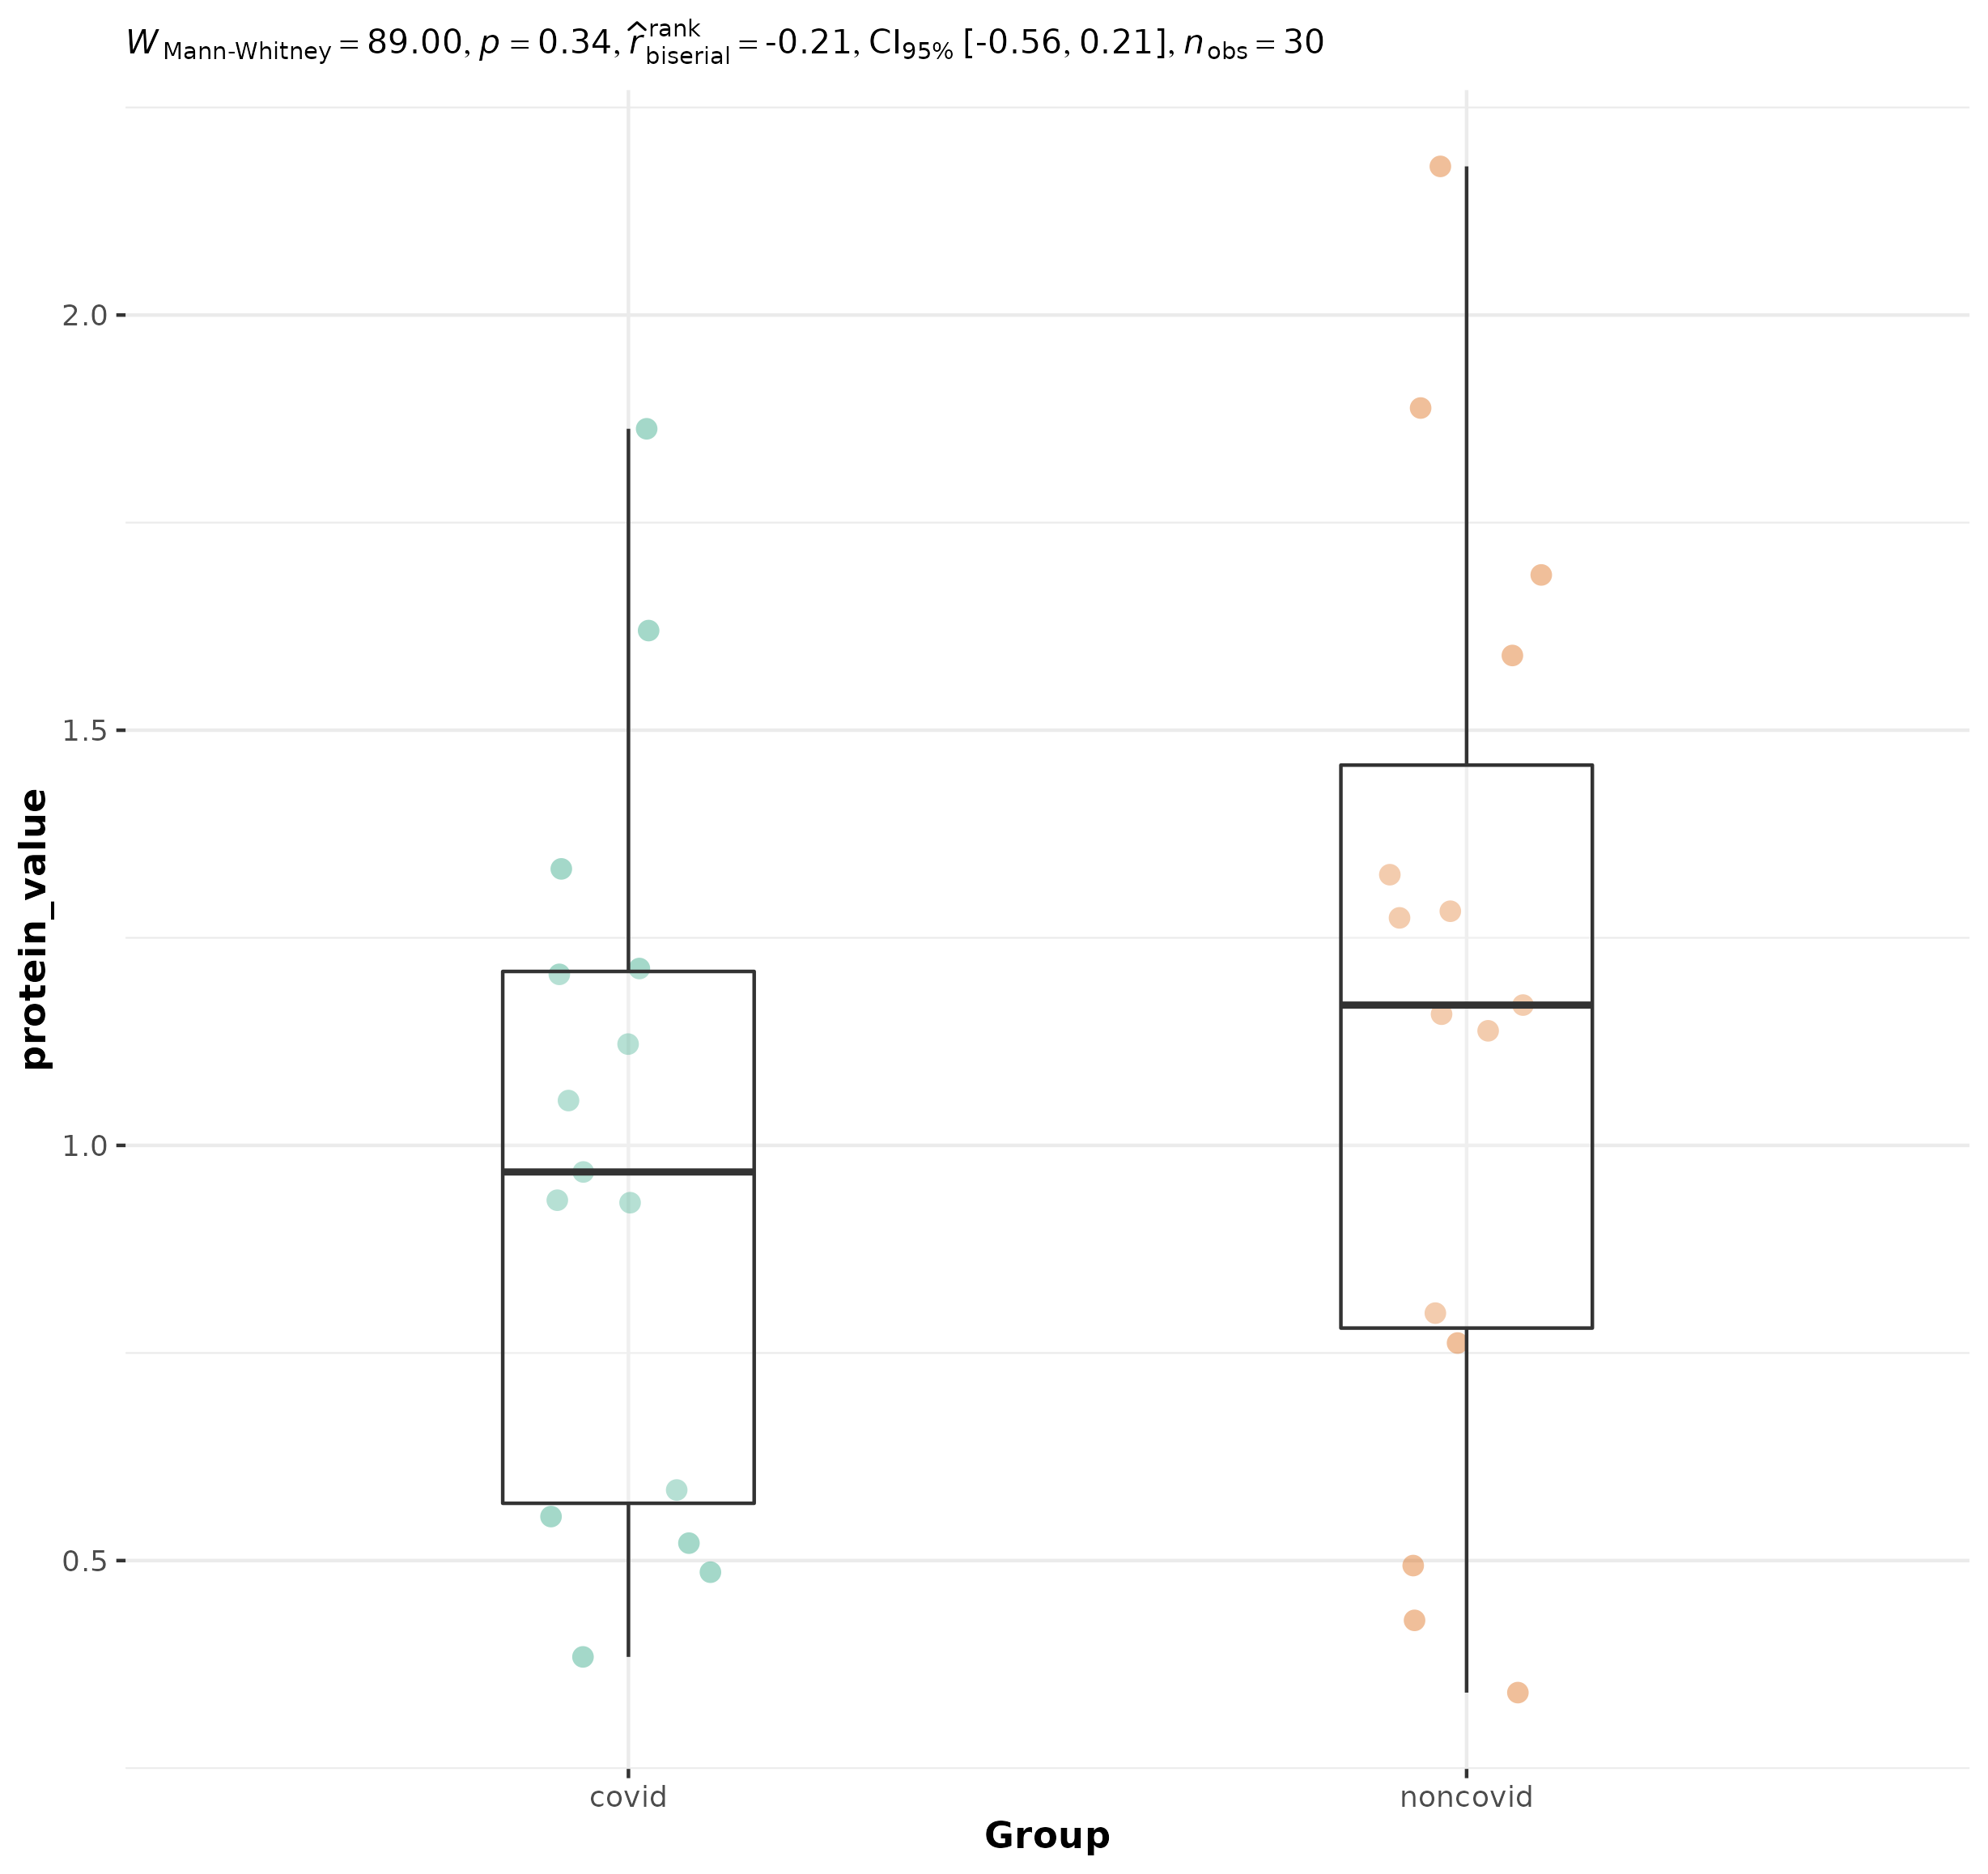 W Mann-Whitney = 89.00, p = 0.34, r̂ rank biserial = -0.21, CI95% [-0.56, 0.21], nobs = 30
2.0
1.5
1.0
0.5
protein_value
covid noncovid
Group